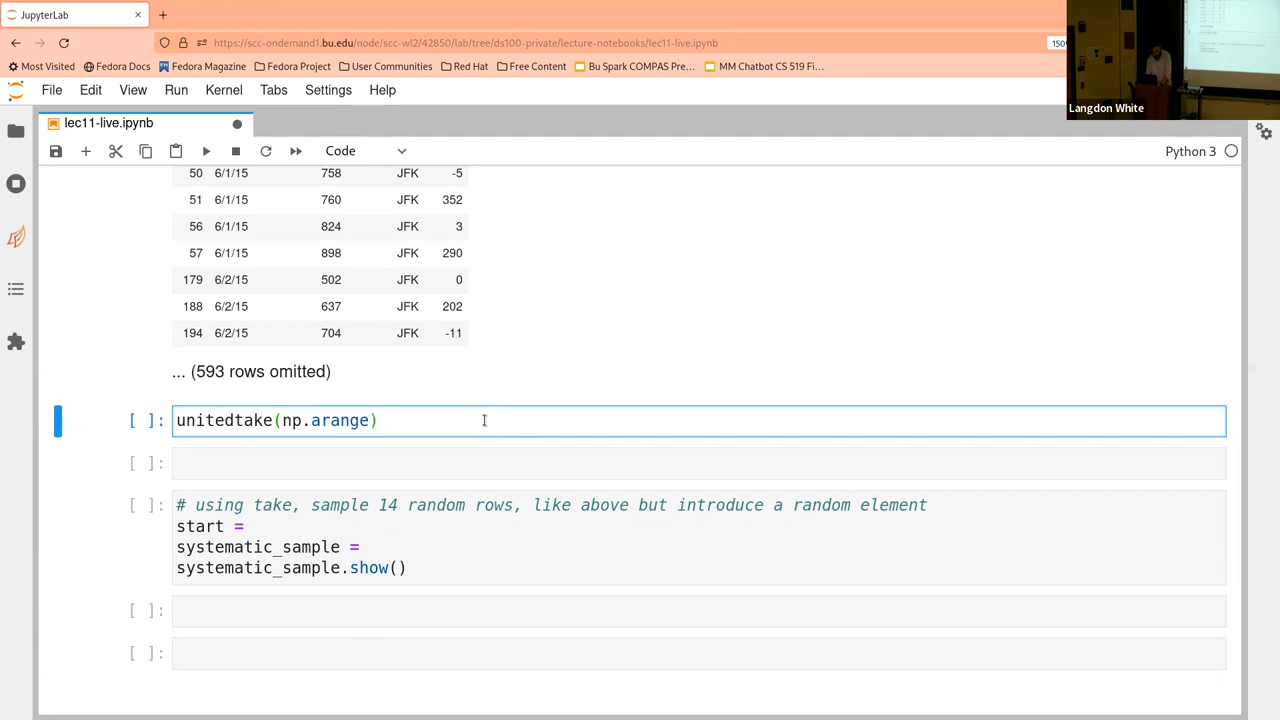 JupyterLab
https://scc-ondemand1.bu.edu/node/scc-wl2/42850/lab/tree/ds100-private/lecture-notebooks/lec11-live.ipynb
150%
Most Visited Fedora Docs Fedora Magazine Fedora Project User Communities Red Hat Free Content Bu Spark COMPAS Pre... MM Chatbot CS 519 Fi...
Langdon White
File Edit View Run Kernel Tabs Settings Help
lec11-live.ipynb
Code Python 3
50 6/1/15 758 JFK -5
51 6/1/15 760 JFK 352
56 6/1/15 824 JFK 3
57 6/1/15 898 JFK 290
179 6/2/15 502 JFK 0
188 6/2/15 637 JFK 202
194 6/2/15 704 JFK -11
... (593 rows omitted)
[ ]: unitedtake(np.arange)
[ ]:
[ ]: # using take, sample 14 random rows, like above but introduce a random element
start =
systematic_sample =
systematic_sample.show()
[ ]:
[ ]: